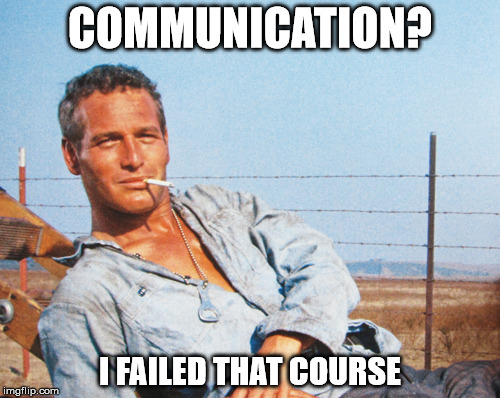 COMMUNICATION?
I FAILED THAT COURSE
imgflip.com